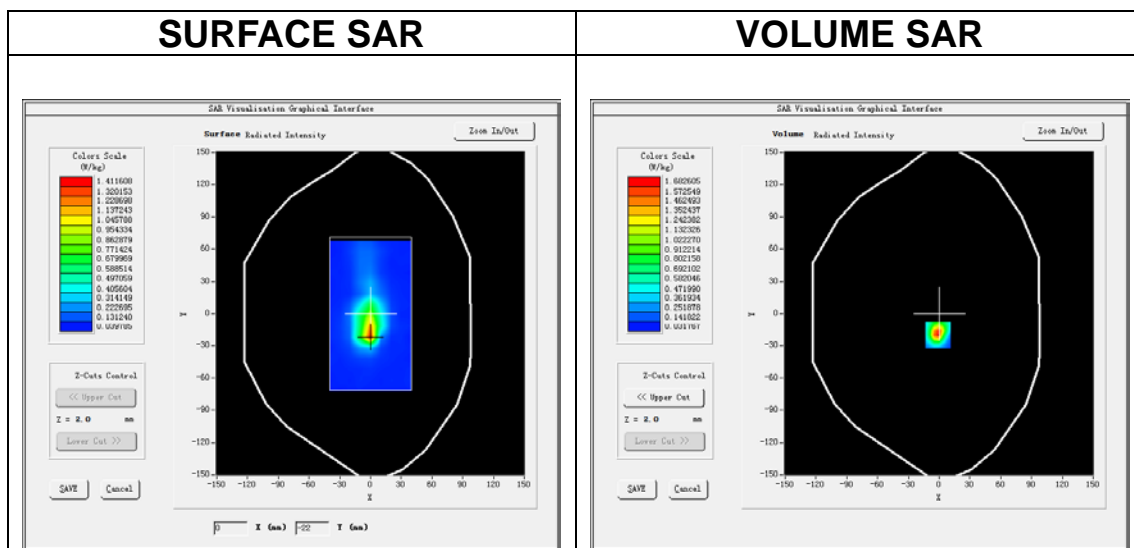 SURFACE SAR
VOLUME SAR
SAR Visualisation Graphical Interface
Surface Radiated Intensity
Zoom In/Out
Colors Scale
(W/kg)
1.411608
1.320153
1.228698
1.137243
1.045788
0.954334
0.862879
0.771424
0.679969
0.588514
0.497059
0.405604
0.314149
0.222695
0.131240
0.039785
150
120
90
60
30
0
-30
-60
-90
-120
-150
Y
-150 -120 -90 -60 -30 0 30 60 90 120 150
X
Z-Cuts Control
<< Upper Cut
Z = 2.0 mm
Lower Cut >>
SAVE Cancel
0 X (mm) -22 Y (mm)
SAR Visualisation Graphical Interface
Volume Radiated Intensity
Zoom In/Out
Colors Scale
(W/kg)
1.682605
1.572549
1.462493
1.352437
1.242382
1.132326
1.022270
0.912214
0.802158
0.692102
0.582046
0.471990
0.361934
0.251878
0.141822
0.031767
150
120
90
60
30
0
-30
-60
-90
-120
-150
Y
-150 -120 -90 -60 -30 0 30 60 90 120 150
X
Z-Cuts Control
<< Upper Cut
Z = 2.0 mm
Lower Cut >>
SAVE Cancel